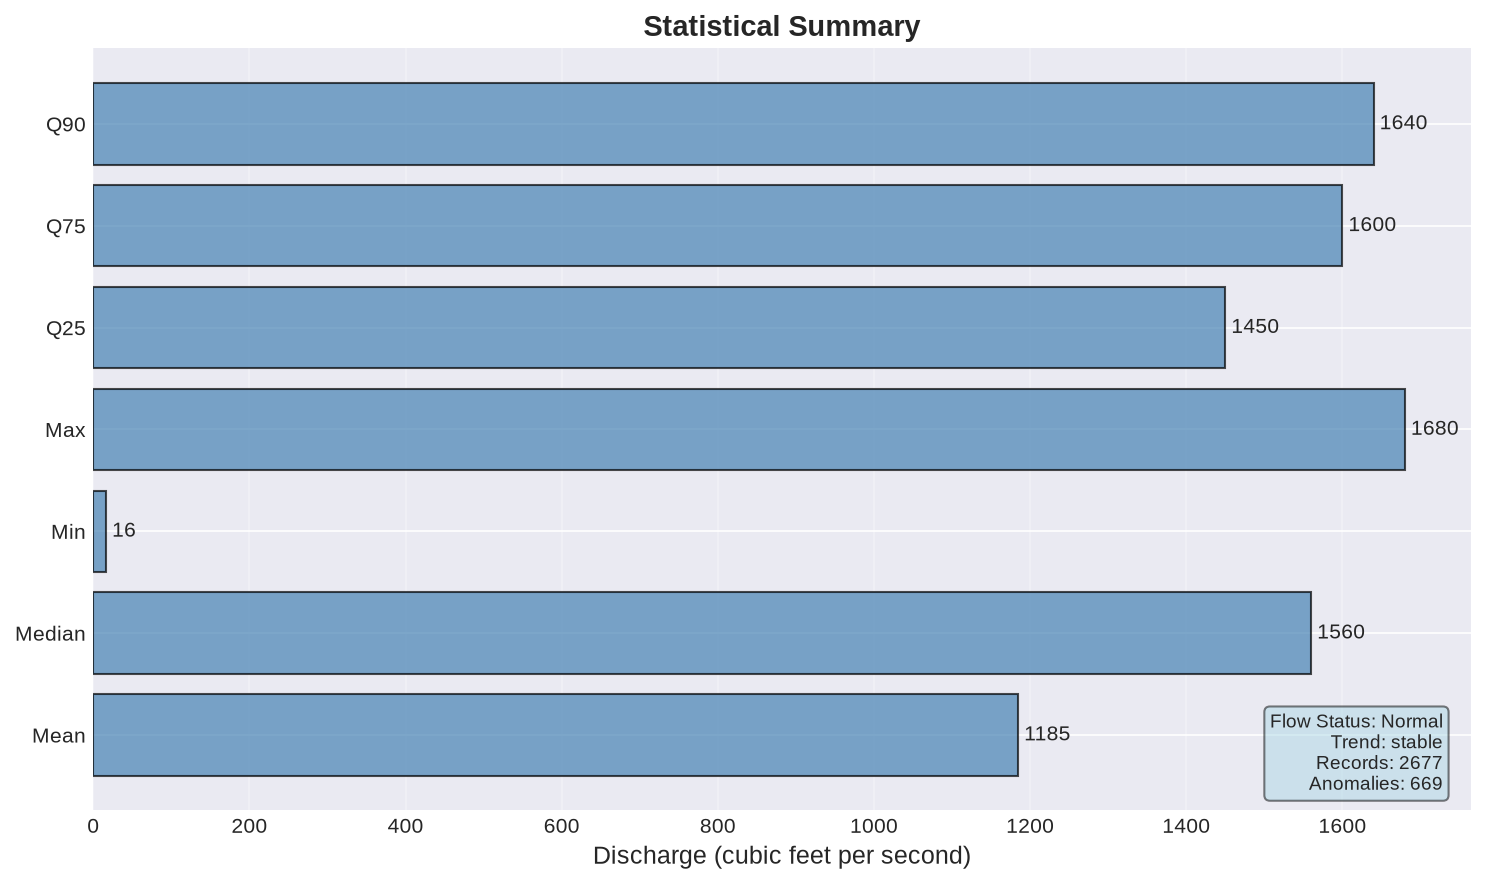 Statistical Summary
Q90
1640
Q75
1600
Q25
1450
Max
1680
Min
16
Median
1560
Mean
1185
Flow Status: Normal
Trend: stable
Records: 2677
Anomalies: 669
0 200 400 600 800 1000 1200 1400 1600
Discharge (cubic feet per second)